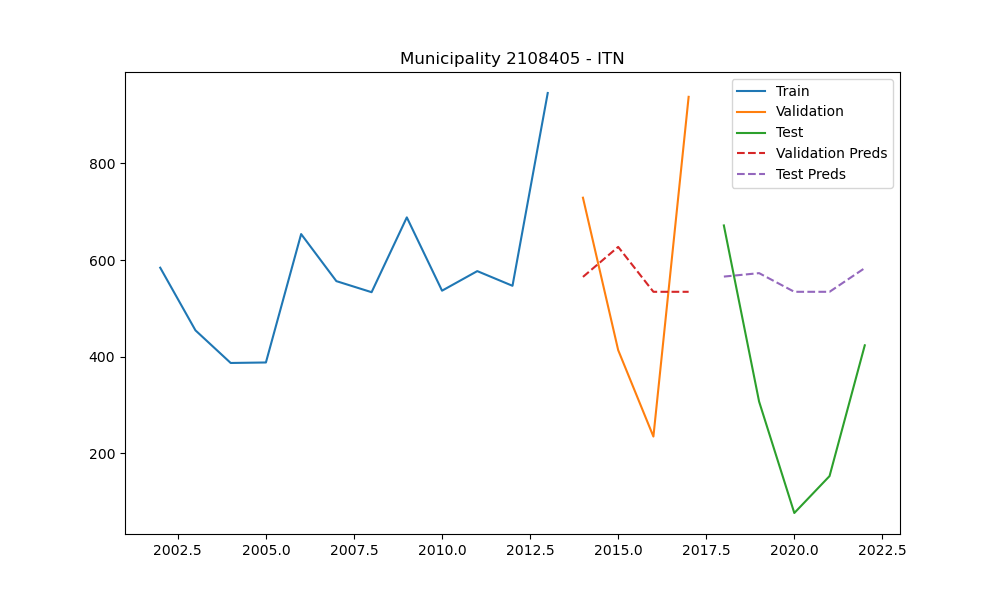 Municipality 2108405 - ITN
Train
Validation
Test
Validation Preds
Test Preds
800
600
400
200
2002.5 2005.0 2007.5 2010.0 2012.5 2015.0 2017.5 2020.0 2022.5